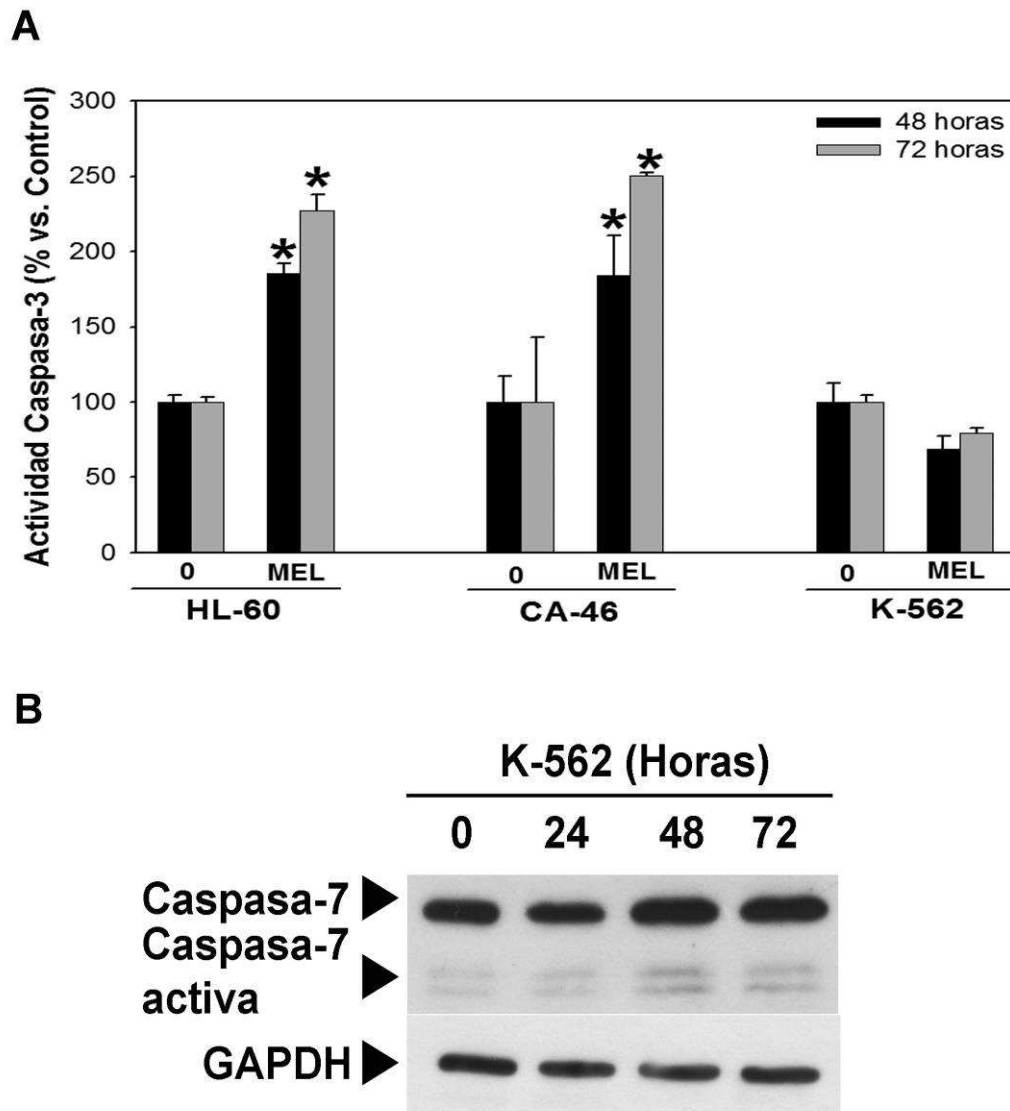 A
Actividad Caspasa-3 (% vs. Control)
300
250
200
150
100
50
0
48 horas
72 horas
* * * *
0 MEL 0 MEL 0 MEL
HL-60 CA-46 K-562
B
K-562 (Horas)
0 24 48 72
Caspasa-7
Caspasa-7
activa
GAPDH